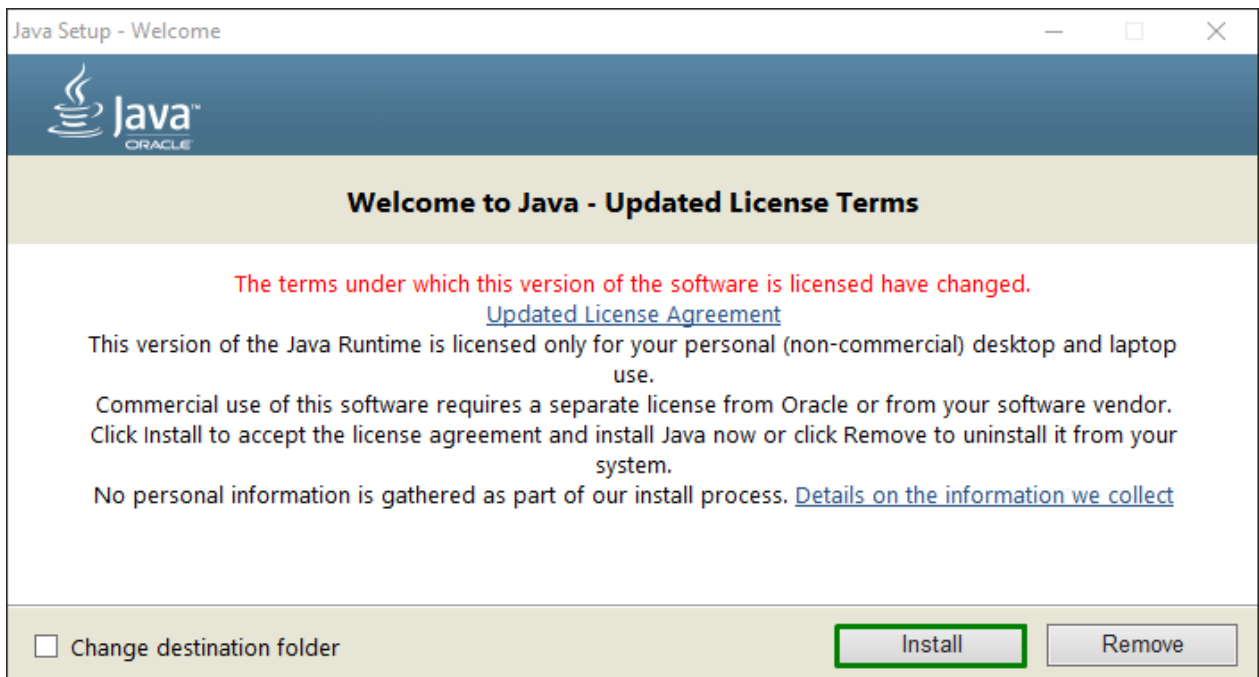 Java Setup - Welcome
Java™
ORACLE
Welcome to Java - Updated License Terms
The terms under which this version of the software is licensed have changed.
Updated License Agreement
This version of the Java Runtime is licensed only for your personal (non-commercial) desktop and laptop
use.
Commercial use of this software requires a separate license from Oracle or from your software vendor.
Click Install to accept the license agreement and install Java now or click Remove to uninstall it from your
system.
No personal information is gathered as part of our install process. Details on the information we collect
Change destination folder
Install
Remove